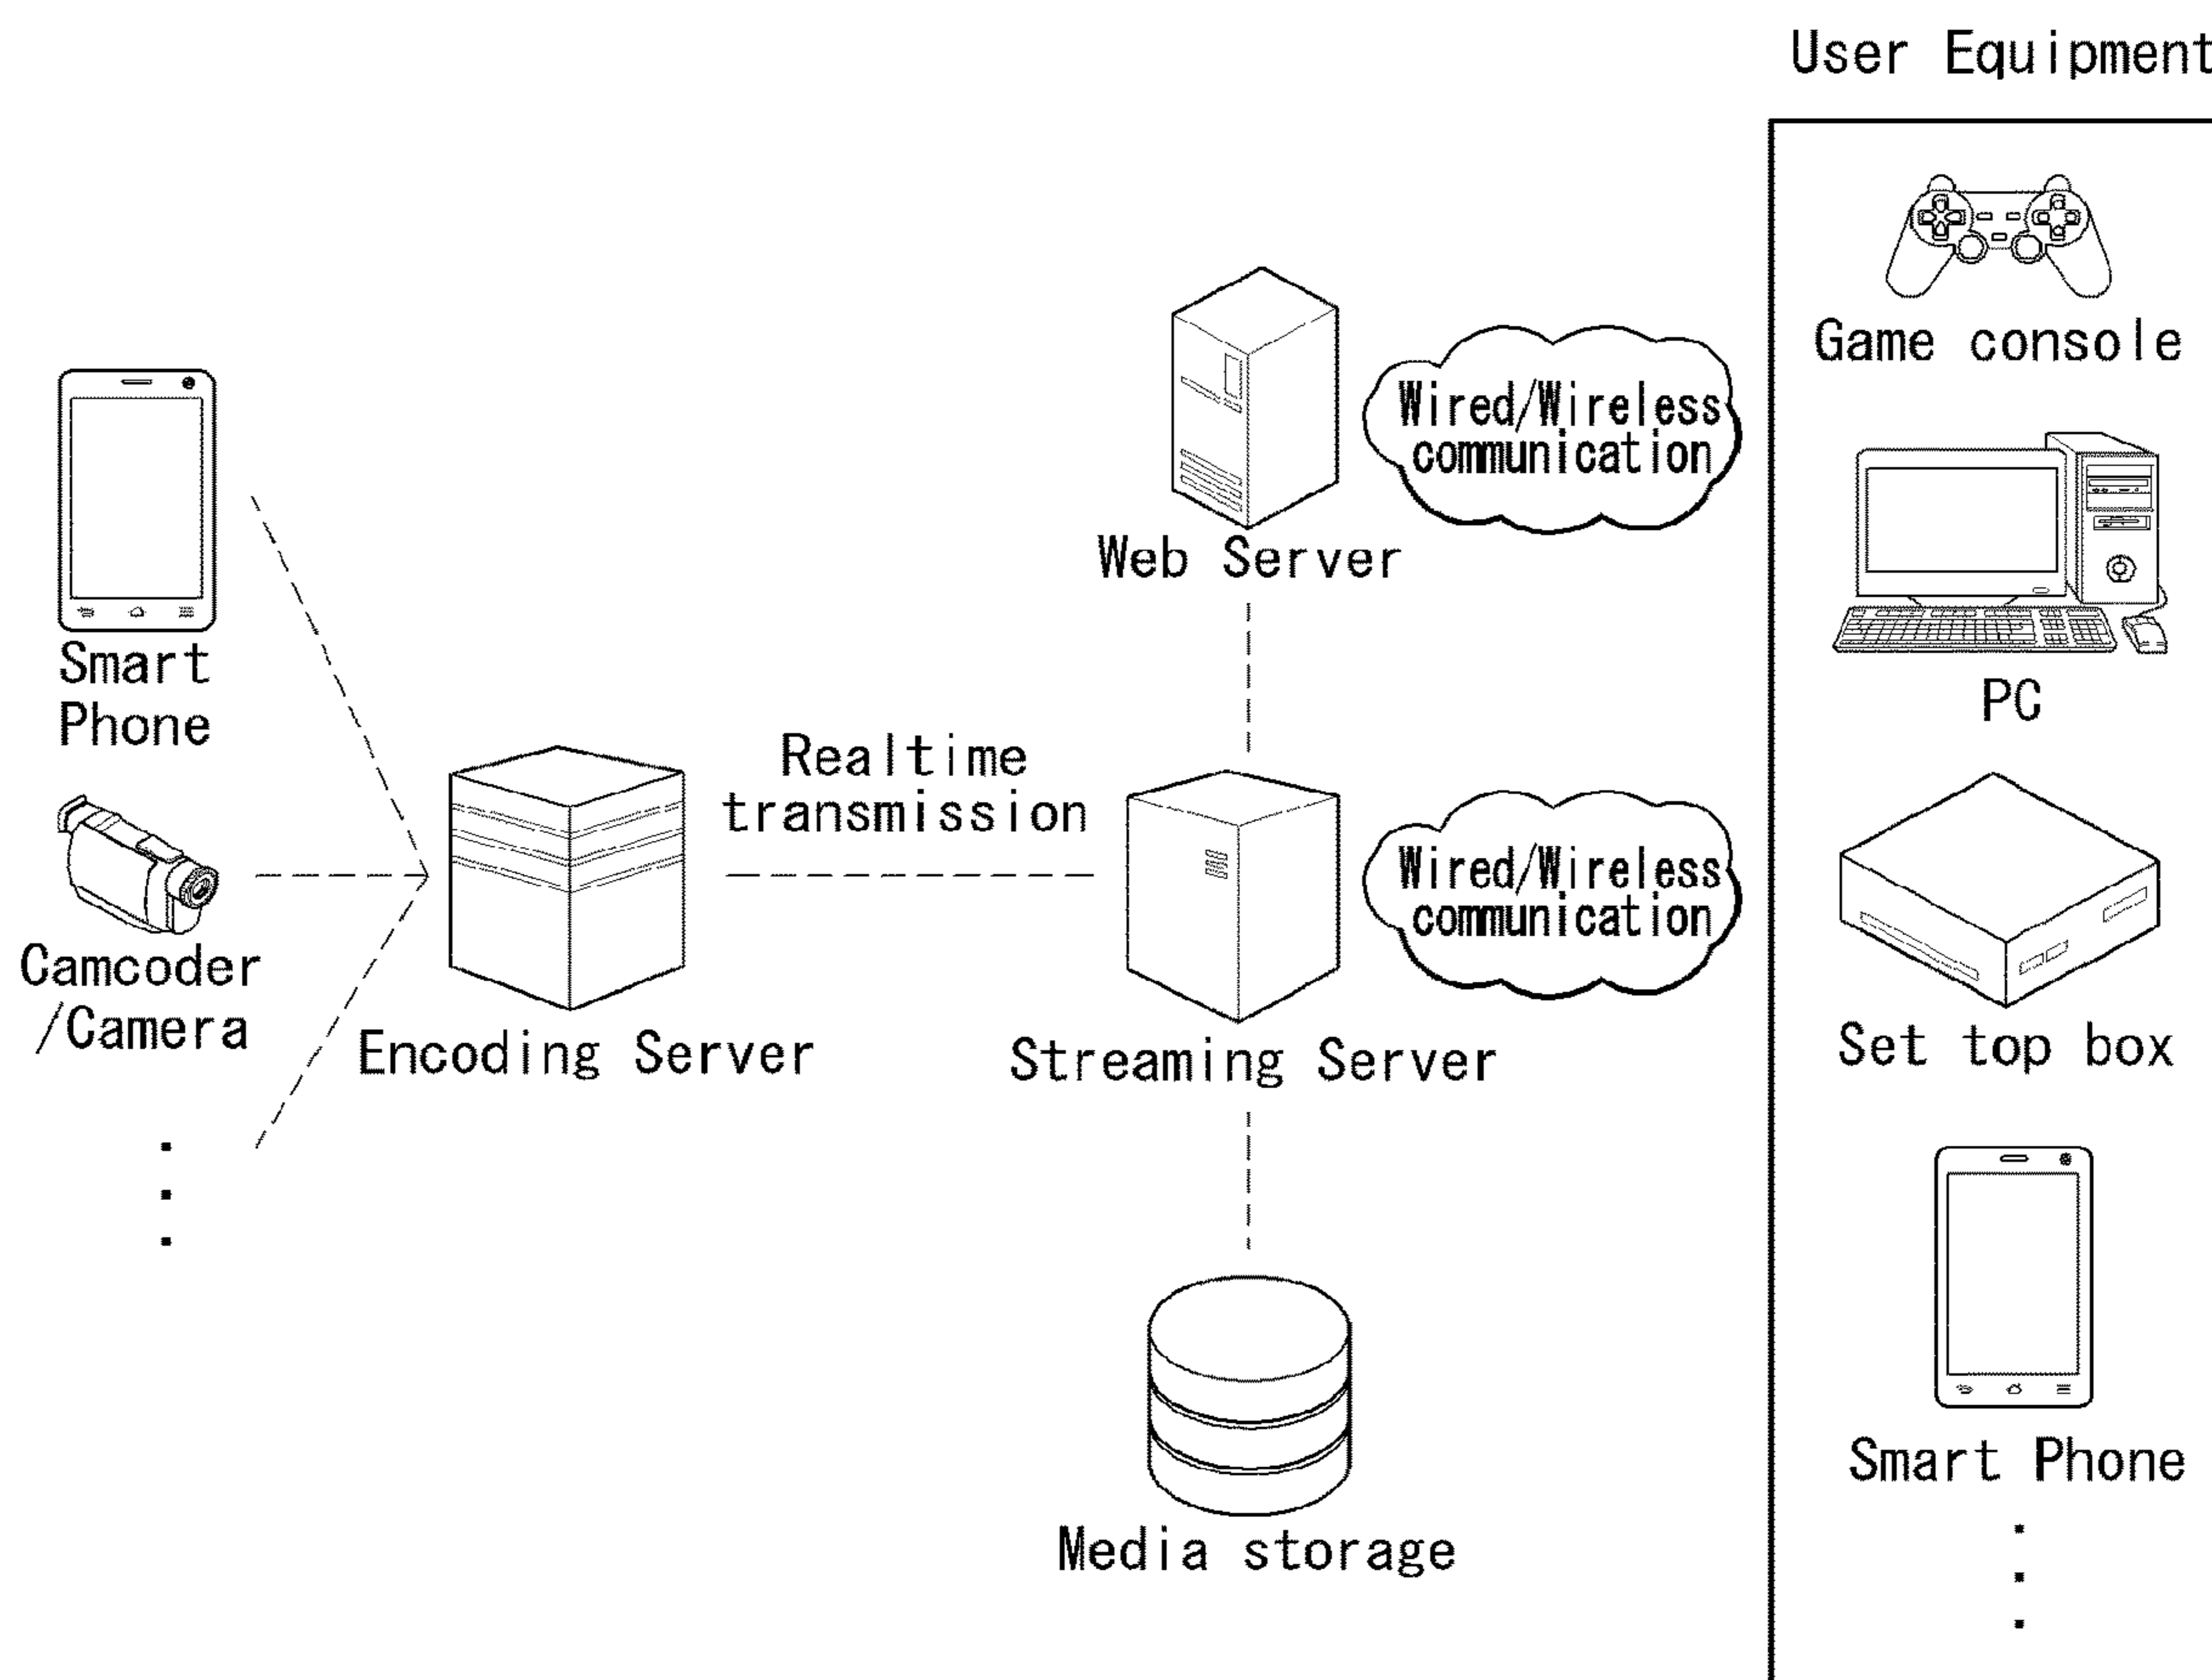 User Equipment
Game console
Wired/Wireless
communication
Web Server
Smart
Phone
PC
Realtime
transmission
Wired/Wireless
communication
Camcoder
/Camera
Encoding Server
Streaming Server
Set top box
Smart Phone
Media storage